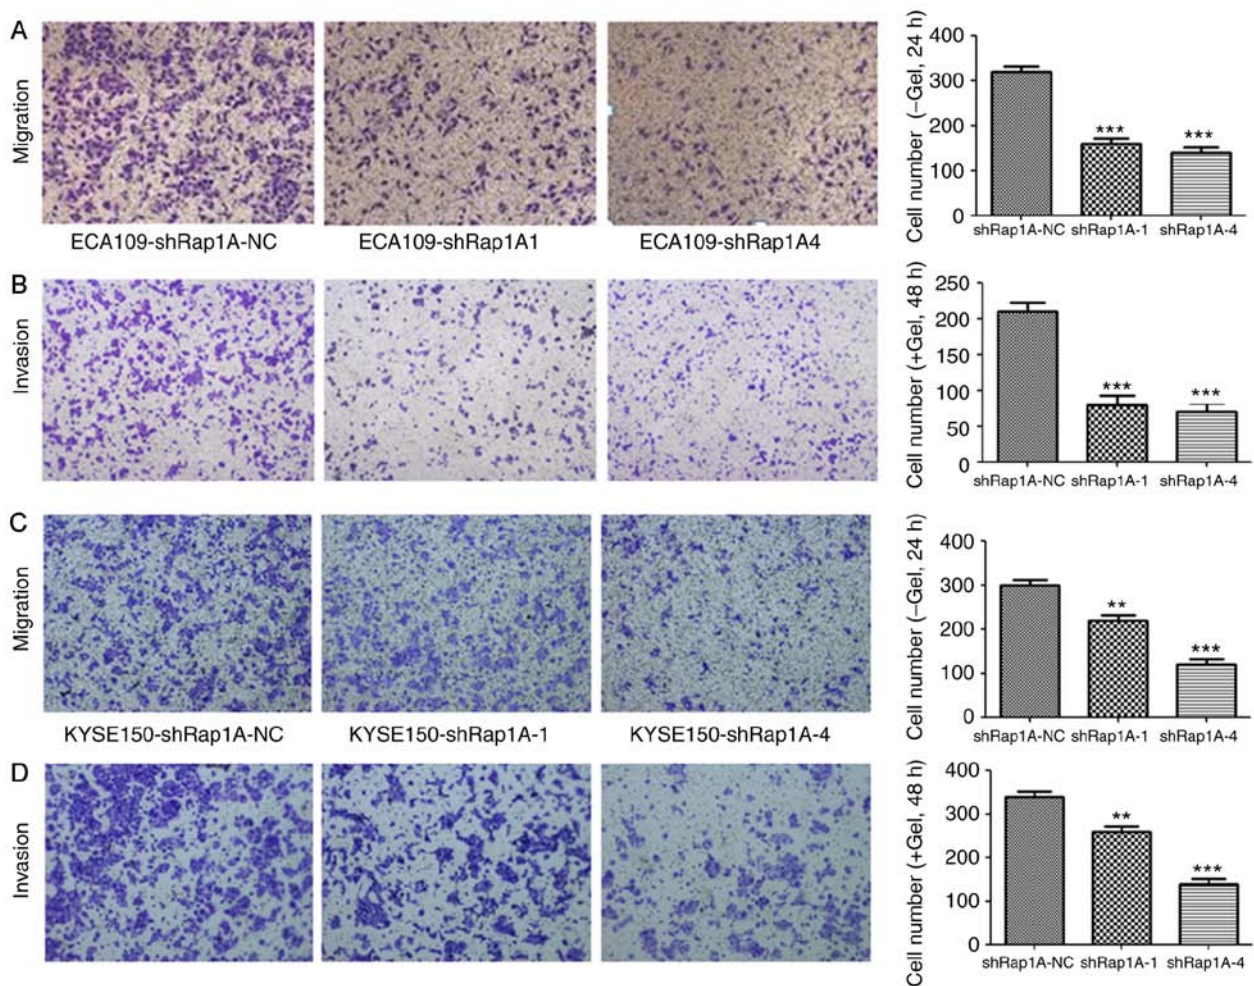 A
Migration
ECA109-shRap1A-NC
ECA109-shRap1A1
ECA109-shRap1A4
Cell number (−Gel, 24 h)
400
300
200
100
0
***
***
shRap1A-NC
shRap1A-1
shRap1A-4
B
Invasion
Cell number (+Gel, 48 h)
250
200
150
100
50
0
***
***
shRap1A-NC
shRap1A-1
shRap1A-4
C
Migration
KYSE150-shRap1A-NC
KYSE150-shRap1A-1
KYSE150-shRap1A-4
Cell number (−Gel, 24 h)
400
300
200
100
0
**
***
shRap1A-NC
shRap1A-1
shRap1A-4
D
Invasion
Cell number (+Gel, 48 h)
400
300
200
100
0
**
***
shRap1A-NC
shRap1A-1
shRap1A-4